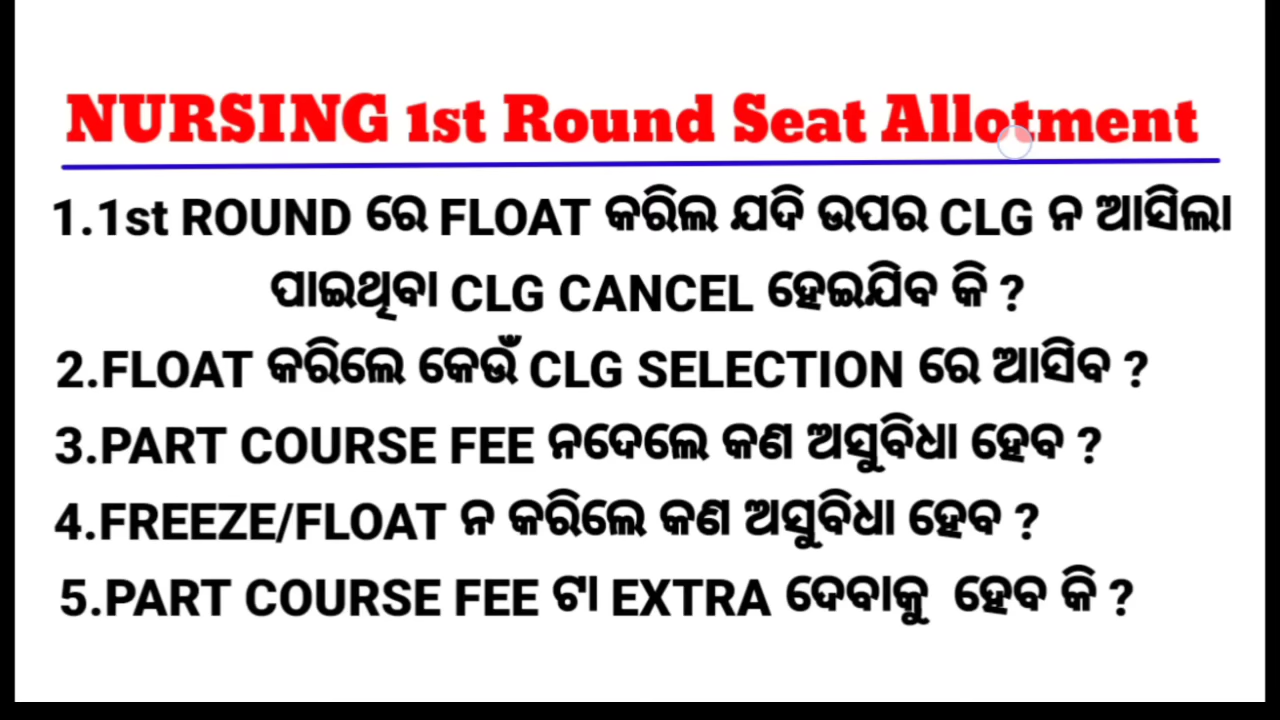 NURSING 1st Round Seat Allotment
1.1st ROUND ରେ FLOAT କରିଲ ଯଦି ଉପର CLG ନ ଆସିଲା
ପାଇଥିବା CLG CANCEL ହେଇଯିବ କି ?
2.FLOAT କରିଲେ କେଉଁ CLG SELECTION ରେ ଆସିବ ?
3.PART COURSE FEE ନଦେଲେ କଣ ଅସୁବିଧା ହେବ ?
4.FREEZE/FLOAT ନ କରିଲେ କଣ ଅସୁବିଧା ହେବ ?
5.PART COURSE FEE ଟା EXTRA ଦେବାକୁ ହେବ କି ?